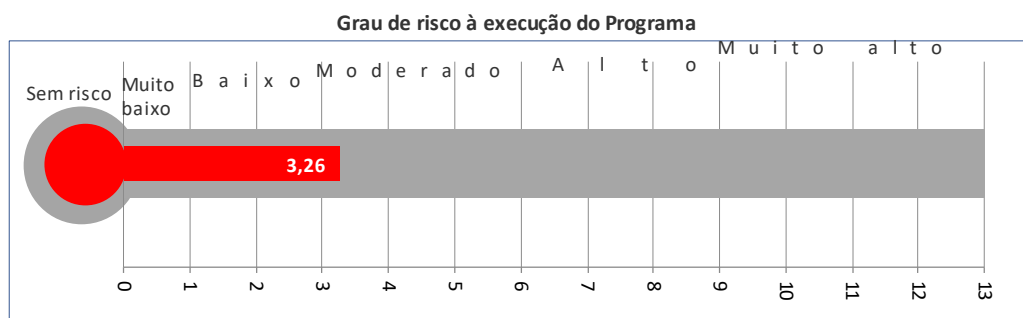 Grau de risco à execução do Programa
Sem risco
Muito
baixo
Baixo
Moderado
Alto
Muito alto
3,26
0
1
2
3
4
5
6
7
8
9
10
11
12
13